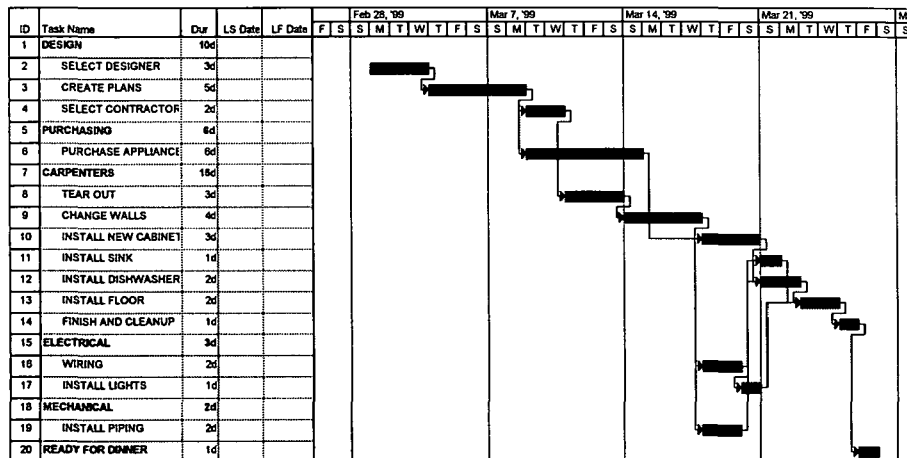 Feb 28, '99 Mar 7, '99 Mar 14, '99 Mar 21, '99 M
ID Task Name Dur LS Date LF Date F S S M T W T F S S M T W T F S S M T W T F S S M T W T F S S
1 DESIGN 10d
2 SELECT DESIGNER 3d
3 CREATE PLANS 5d
4 SELECT CONTRACTOR 2d
5 PURCHASING 6d
6 PURCHASE APPLIANCE 6d
7 CARPENTERS 15d
8 TEAR OUT 3d
9 CHANGE WALLS 4d
10 INSTALL NEW CABINET 3d
11 INSTALL SINK 1d
12 INSTALL DISHWASHER 2d
13 INSTALL FLOOR 2d
14 FINISH AND CLEANUP 1d
15 ELECTRICAL 3d
16 WIRING 2d
17 INSTALL LIGHTS 1d
18 MECHANICAL 2d
19 INSTALL PIPING 2d
20 READY FOR DINNER 1d